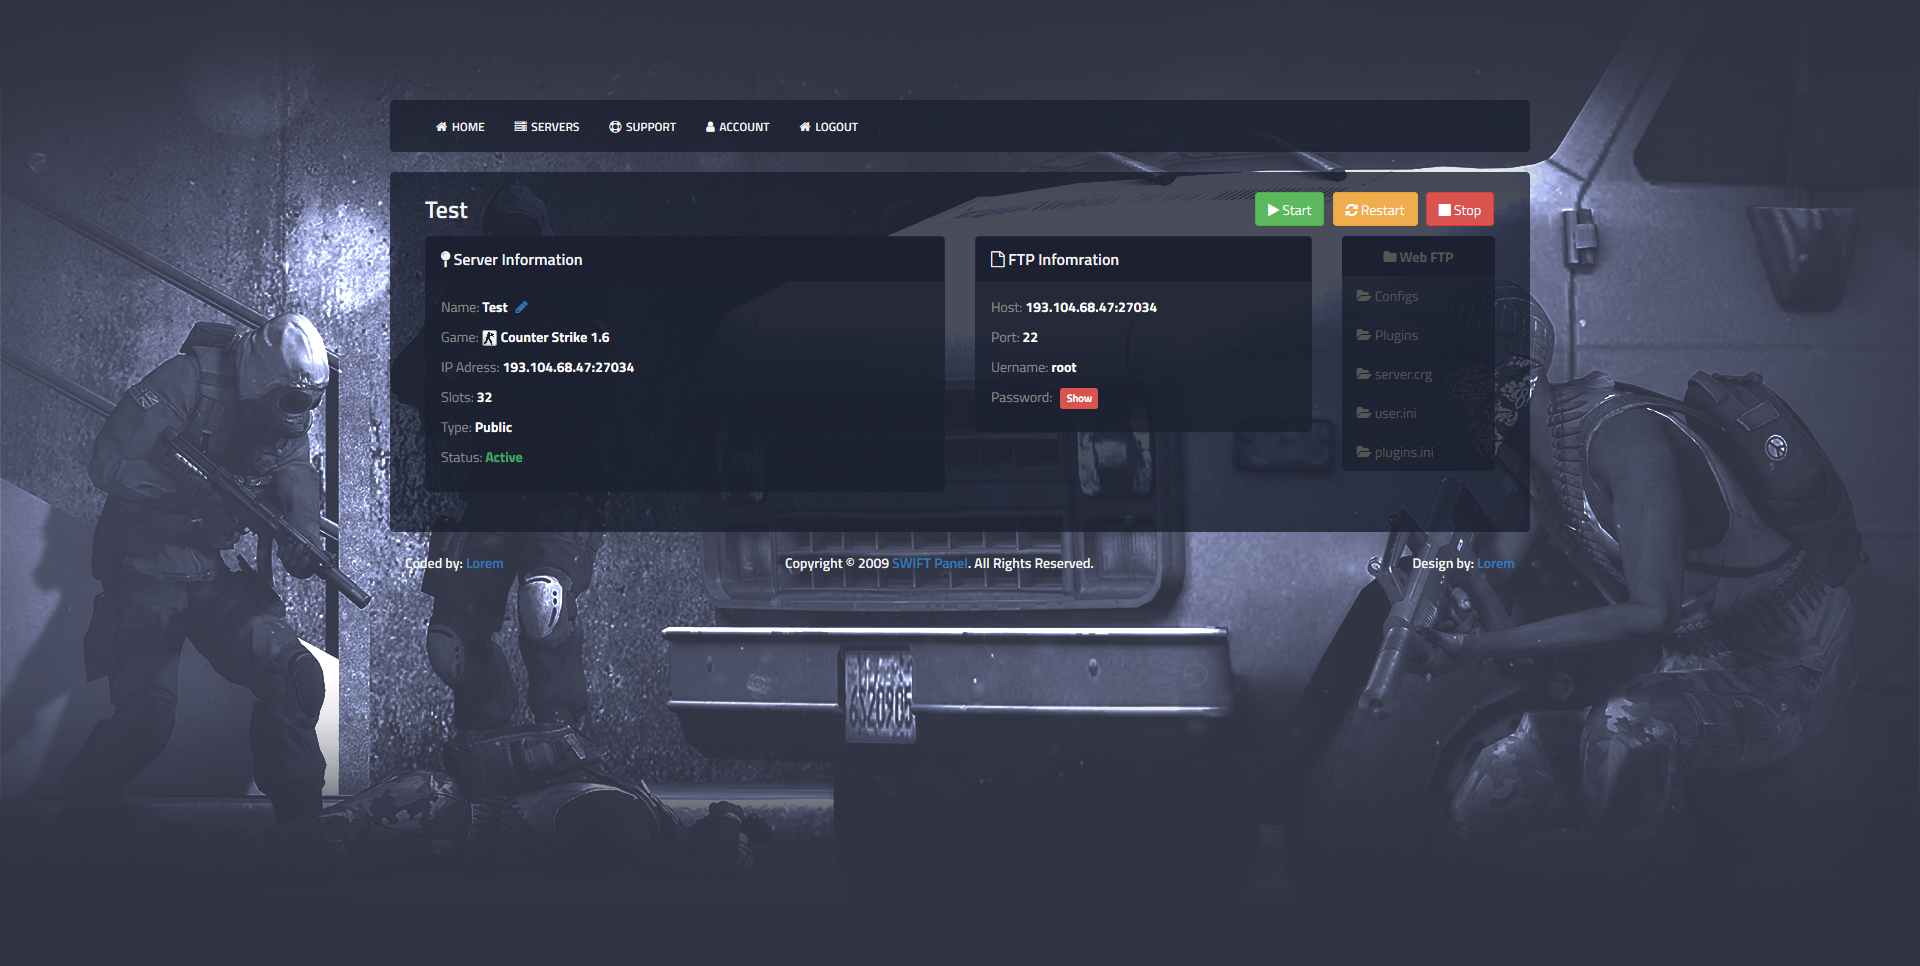 HOME SERVERS SUPPORT ACCOUNT LOGOUT
Test
Start Restart Stop
Server Information
Name: Test
Game: Counter Strike 1.6
IP Adress: 193.104.68.47:27034
Slots: 32
Type: Public
Status: Active
FTP Infomration
Host: 193.104.68.47:27034
Port: 22
Uername: root
Password: Show
Web FTP
Configs
Plugins
server.crg
user.ini
plugins.ini
Coded by: Lorem
Copyright © 2009 SWIFT Panel. All Rights Reserved.
Design by: Lorem